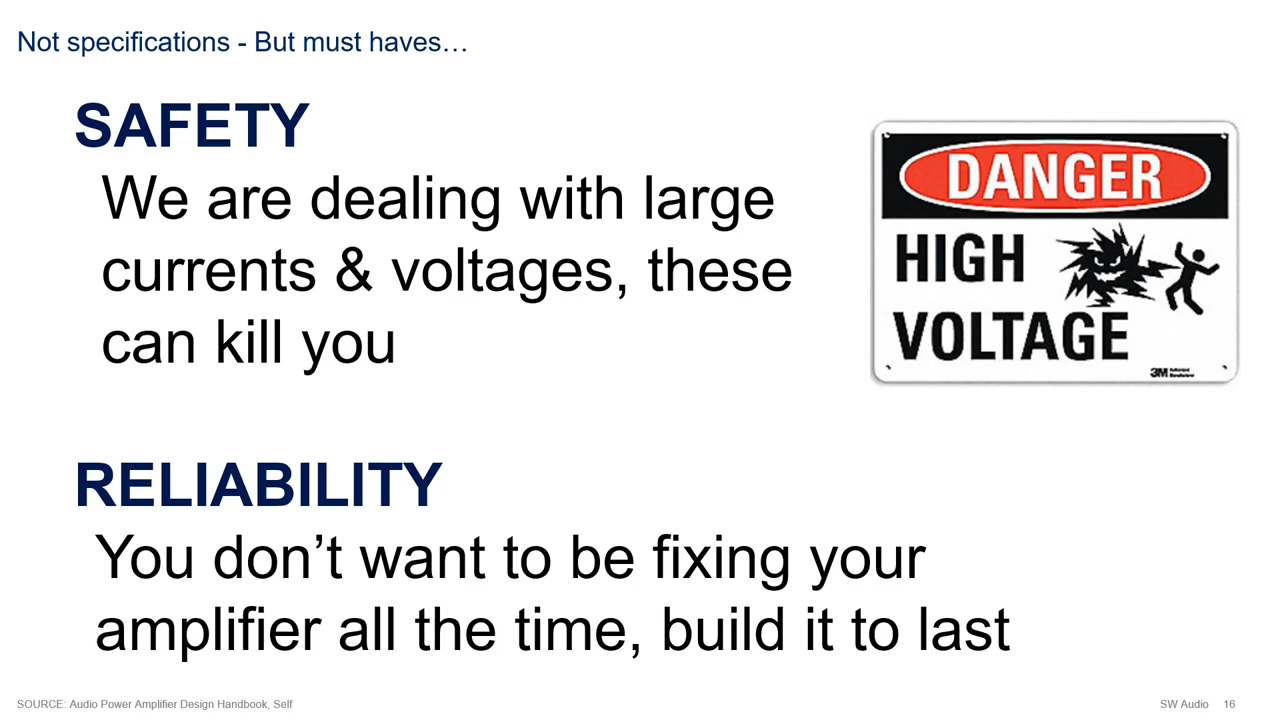 Not specifications - But must haves…
SAFETY
We are dealing with large
currents & voltages, these
can kill you
DANGER
HIGH
VOLTAGE
3M
RELIABILITY
You don’t want to be fixing your
amplifier all the time, build it to last
SOURCE: Audio Power Amplifier Design Handbook, Self
SW Audio 16